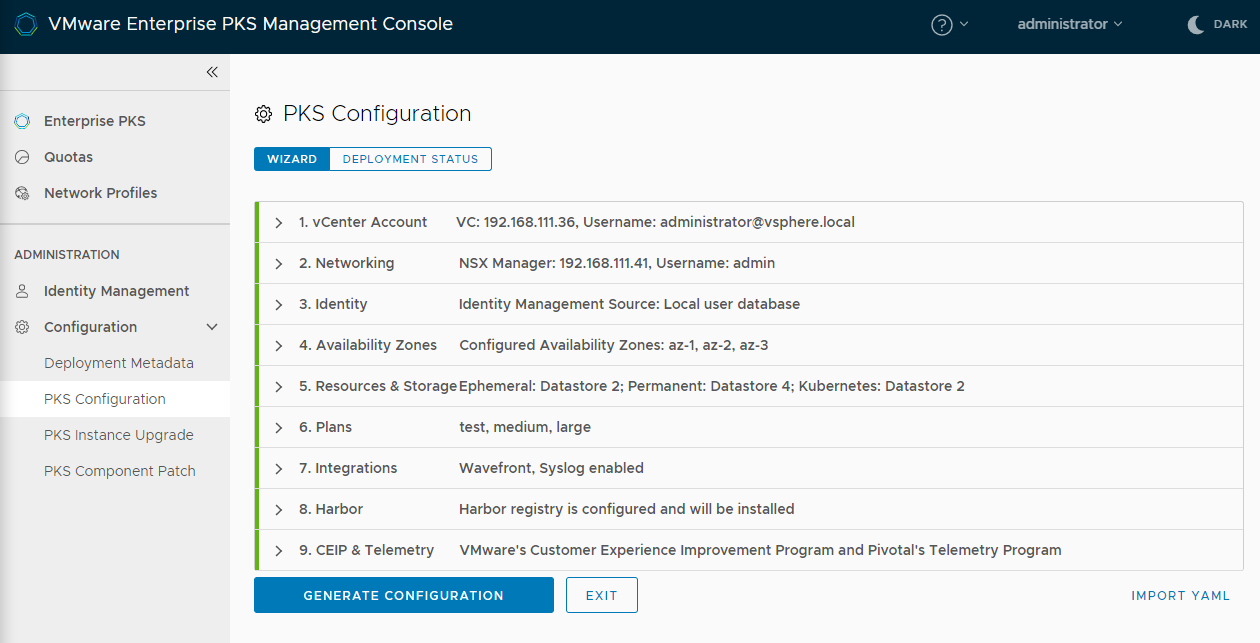 VMware Enterprise PKS Management Console
? administrator DARK
Enterprise PKS
Quotas
Network Profiles
ADMINISTRATION
Identity Management
Configuration
Deployment Metadata
PKS Configuration
PKS Instance Upgrade
PKS Component Patch
PKS Configuration
WIZARD DEPLOYMENT STATUS
1. vCenter Account VC: 192.168.111.36, Username: administrator@vsphere.local
2. Networking NSX Manager: 192.168.111.41, Username: admin
3. Identity Identity Management Source: Local user database
4. Availability Zones Configured Availability Zones: az-1, az-2, az-3
5. Resources & Storage Ephemeral: Datastore 2; Permanent: Datastore 4; Kubernetes: Datastore 2
6. Plans test, medium, large
7. Integrations Wavefront, Syslog enabled
8. Harbor Harbor registry is configured and will be installed
9. CEIP & Telemetry VMware's Customer Experience Improvement Program and Pivotal's Telemetry Program
GENERATE CONFIGURATION EXIT IMPORT YAML